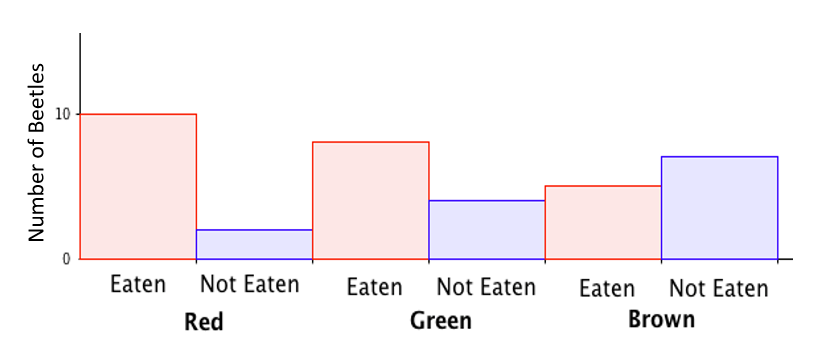 Number of Beetles
10
0
Eaten Not Eaten Eaten Not Eaten Eaten Not Eaten
Red Green Brown